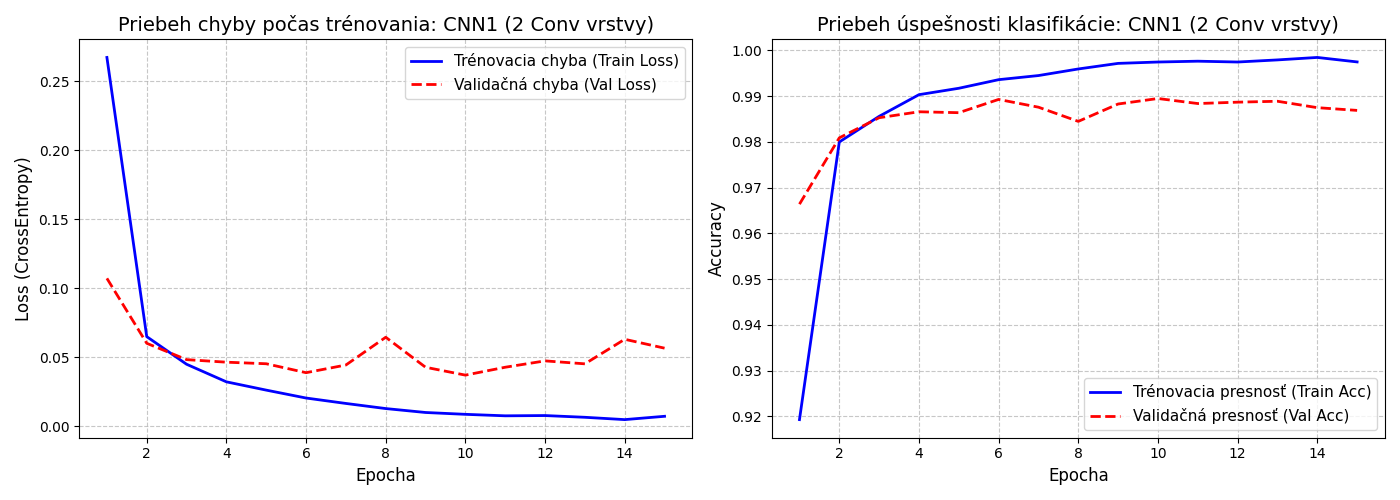 Priebeh chyby počas trénovania: CNN1 (2 Conv vrstvy)
Trénovacia chyba (Train Loss)
Validačná chyba (Val Loss)
Loss (CrossEntropy)
0.25
0.20
0.15
0.10
0.05
0.00
2 4 6 8 10 12 14
Epocha
Priebeh úspešnosti klasifikácie: CNN1 (2 Conv vrstvy)
Accuracy
1.00
0.99
0.98
0.97
0.96
0.95
0.94
0.93
0.92
Trénovacia presnosť (Train Acc)
Validačná presnosť (Val Acc)
2 4 6 8 10 12 14
Epocha